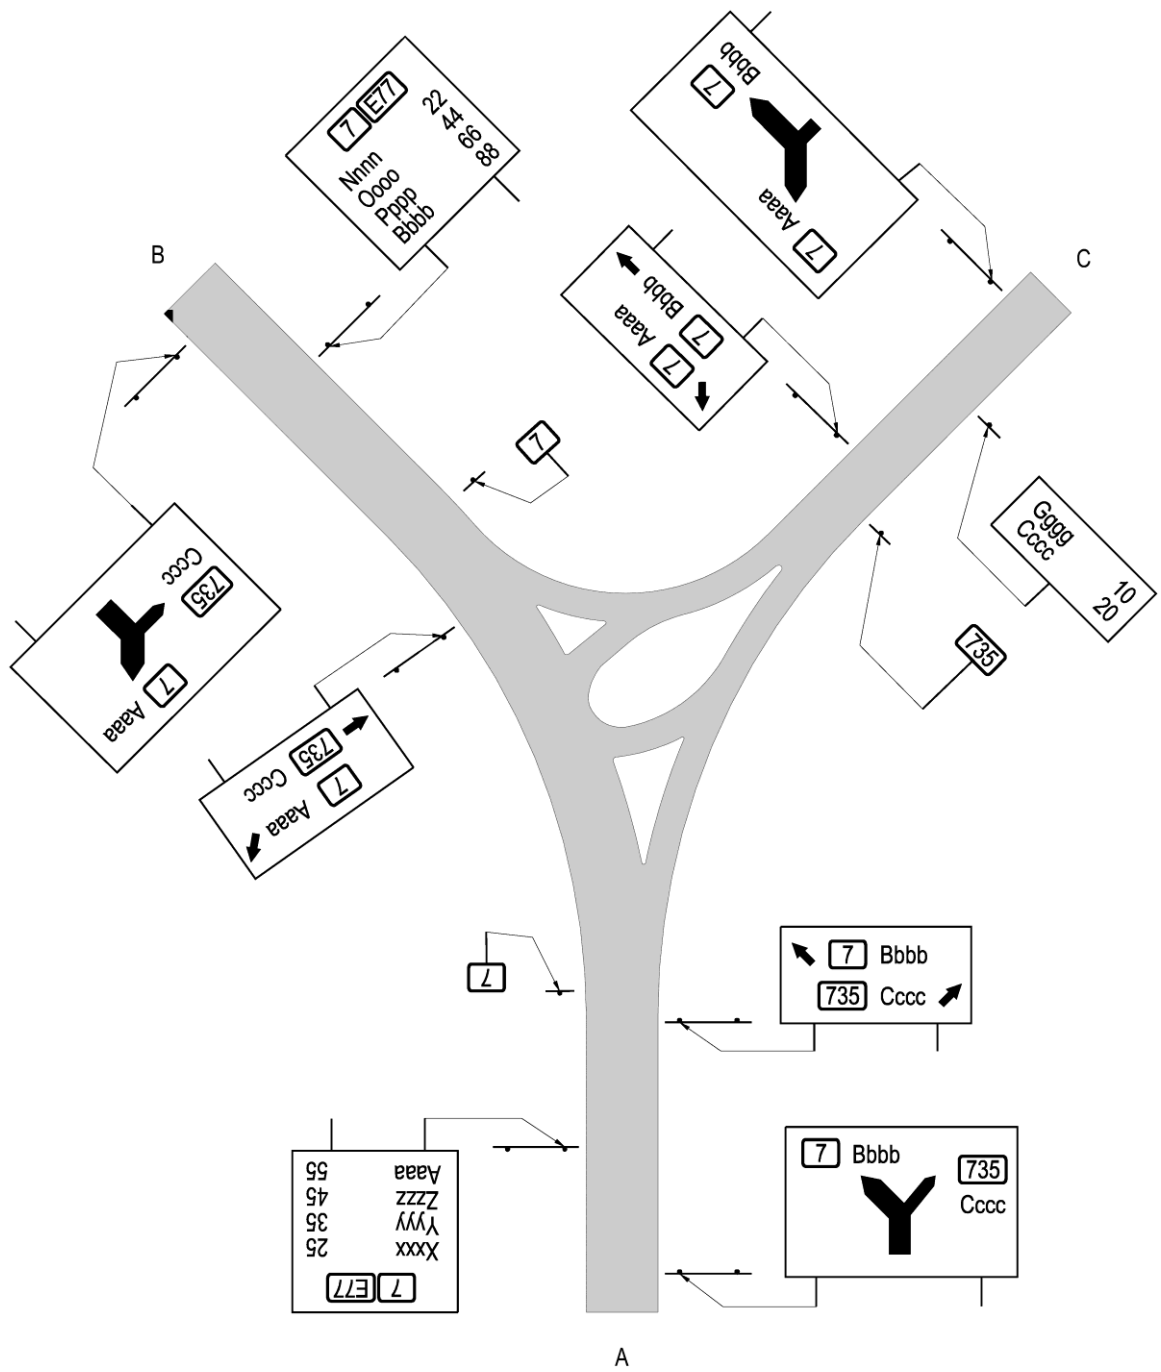 Bbbb
7
Aaaa
7
7 E77
Nnnn 22
Oooo 44
Pppp 66
Bbbb 88
B
C
Bbbb 7
Aaaa 7
7
Gggg 10
Cccc 20
735
Cccc
735
7
Aaaa
735 Cccc
7 Aaaa
7
7 Bbbb
735 Cccc
7 E77
Xxxx 25
Yyyy 35
Zzzz 45
Aaaa 55
7 Bbbb
735
Cccc
A